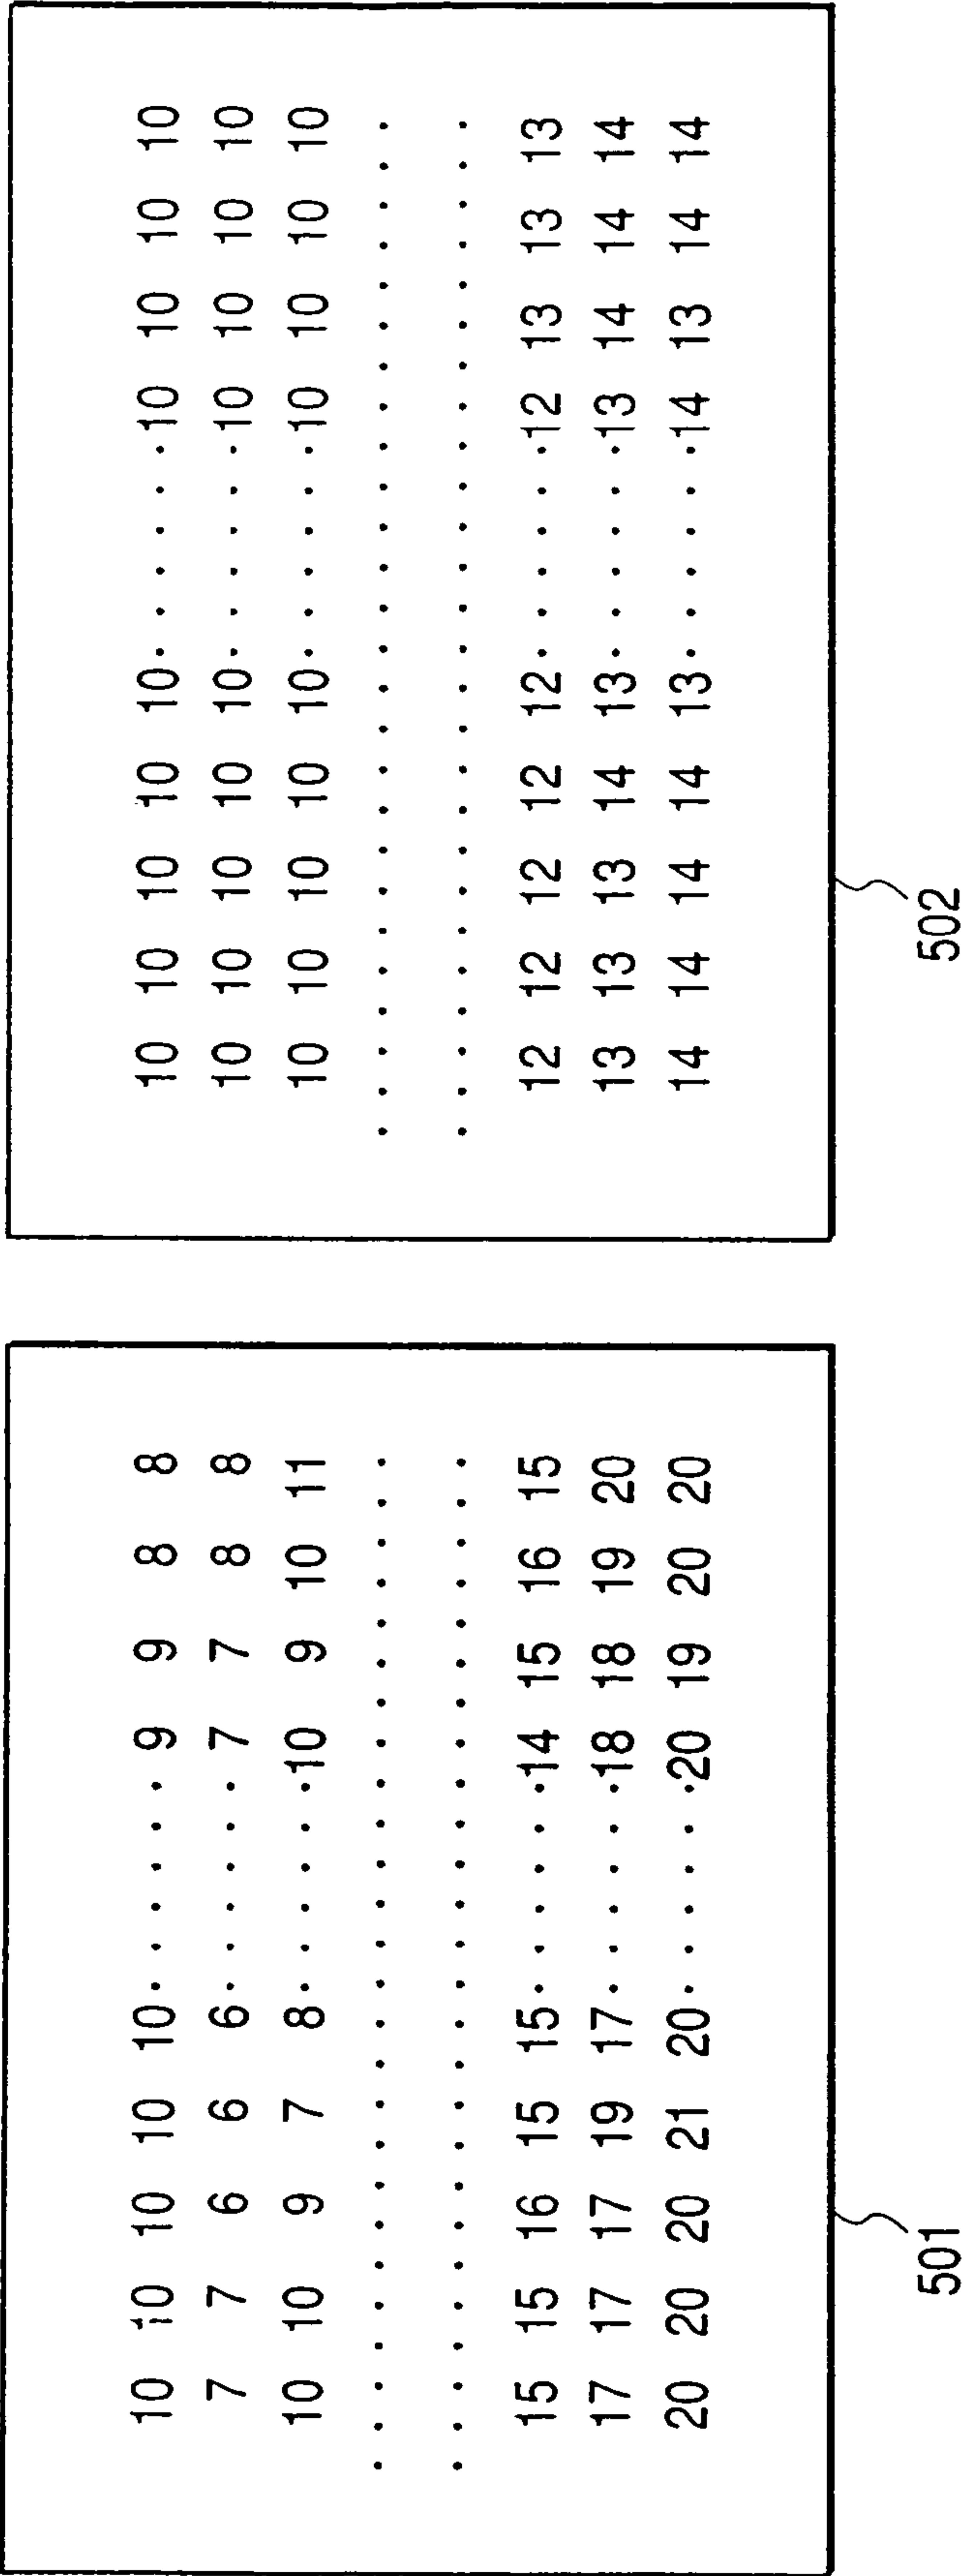 10 10 10 10 10 . . . . . . 9 9 8 8
7 7 6 6 6 . . . . . . 7 7 8 8
10 10 9 7 8 . . . . . . 10 9 10 11
. . . . . . . . . . . . . . . . . . . . . . . . . .
. . . . . . . . . . . . . . . . . . . . . . . . . .
15 15 16 15 15 . . . . . . 14 15 16 15
17 17 17 19 17 . . . . . . 18 18 19 20
20 20 20 21 20 . . . . . . 20 19 20 20
501
10 10 10 10 10 . . . . . . 10 10 10 10
10 10 10 10 10 . . . . . . 10 10 10 10
10 10 10 10 10 . . . . . . 10 10 10 10
. . . . . . . . . . . . . . . . . . . . . . . . . .
. . . . . . . . . . . . . . . . . . . . . . . . . .
12 12 12 12 12 . . . . . . 12 13 13 13
13 13 13 14 13 . . . . . . 13 14 14 14
14 14 14 14 13 . . . . . . 14 13 14 14
502